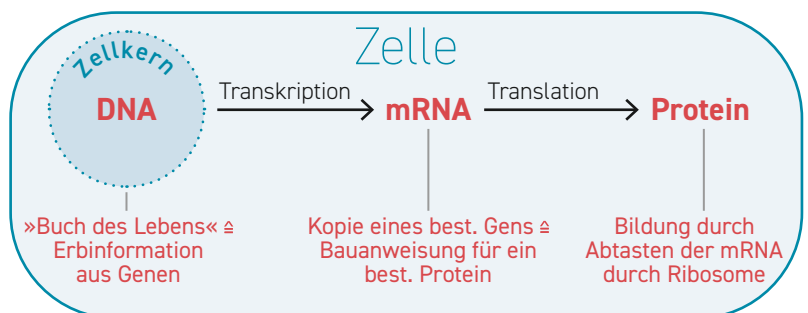 Zelle
Zellkern
DNA
Transkription
mRNA
Translation
Protein
»Buch des Lebens« ≙
Erbinformation
aus Genen
Kopie eines best. Gens ≙
Bauanweisung für ein
best. Protein
Bildung durch
Abtasten der mRNA
durch Ribosome